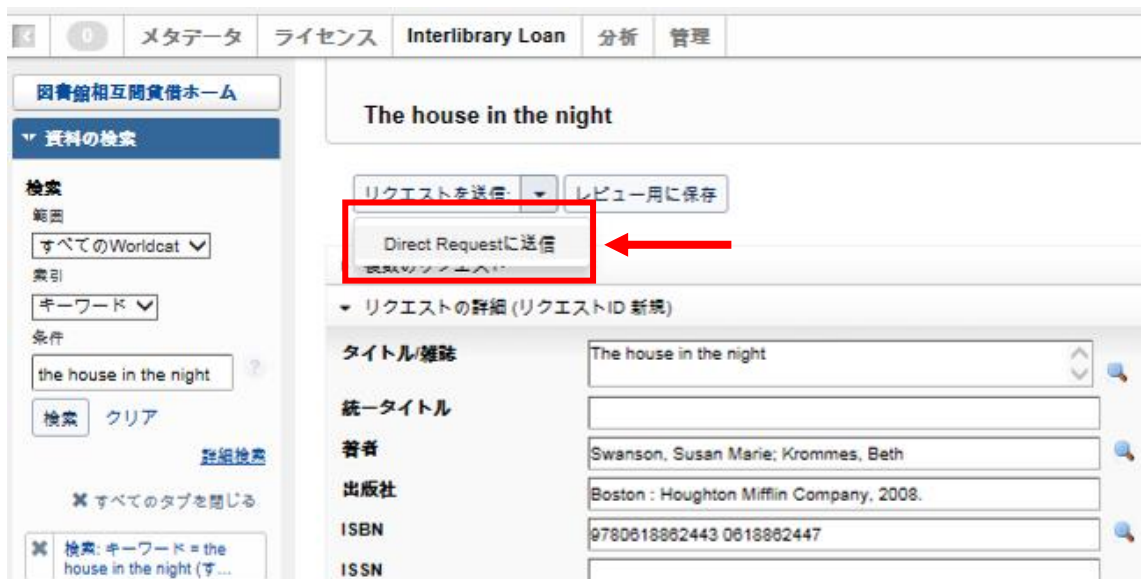 0 メタデータ ライセンス Interlibrary Loan 分析 管理
図書館相互間貸借ホーム
資料の検索
検索
範囲
すべてのWorldcat
索引
キーワード
条件
the house in the night
?
検索 クリア
詳細検索
すべてのタブを閉じる
検索: キーワード = the
house in the night (す...
The house in the night
リクエストを送信: レビュー用に保存
Direct Requestに送信
複数のリクエスト
リクエストの詳細 (リクエストID 新規)
タイトル/雑誌 The house in the night
統一タイトル
著者 Swanson, Susan Marie; Krommes, Beth
出版社 Boston : Houghton Mifflin Company, 2008.
ISBN 9780618862443 0618862447
ISSN